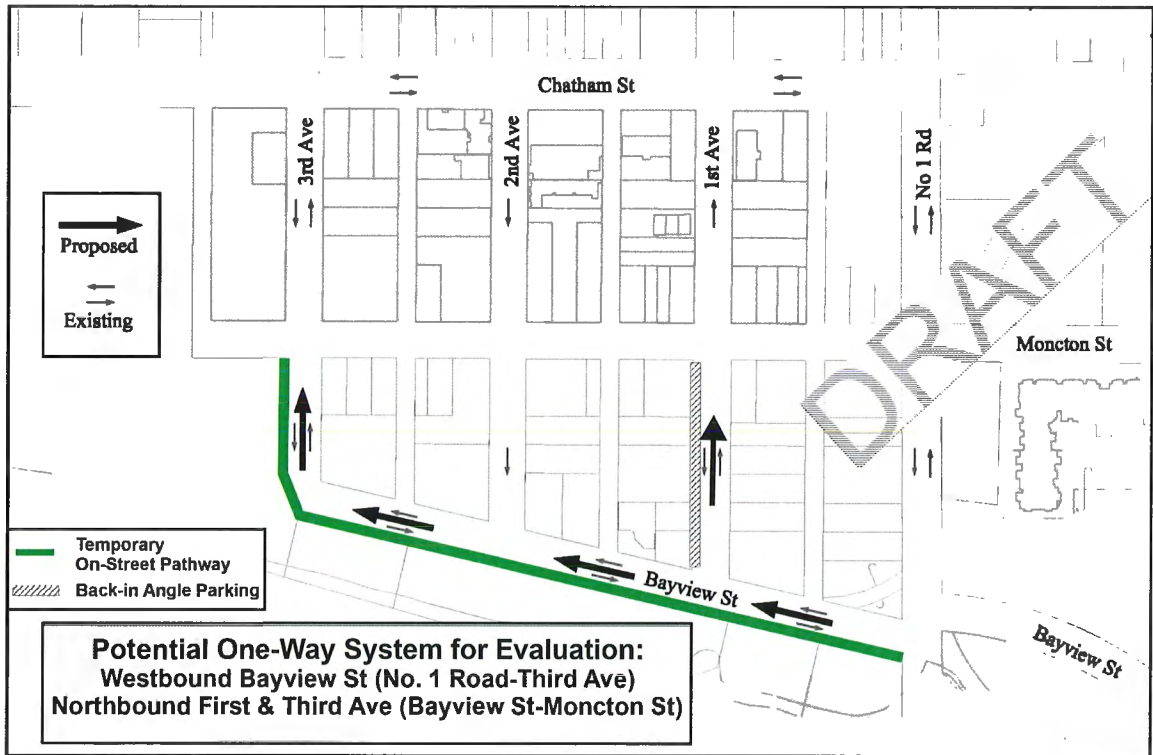 Chatham St
3rd Ave
2nd Ave
1st Ave
No 1 Rd
Proposed
Existing
DRAFT
Moncton St
Bayview St
Bayview St
Temporary
On-Street Pathway
Back-in Angle Parking
Potential One-Way System for Evaluation:
Westbound Bayview St (No. 1 Road-Third Ave)
Northbound First & Third Ave (Bayview St-Moncton St)